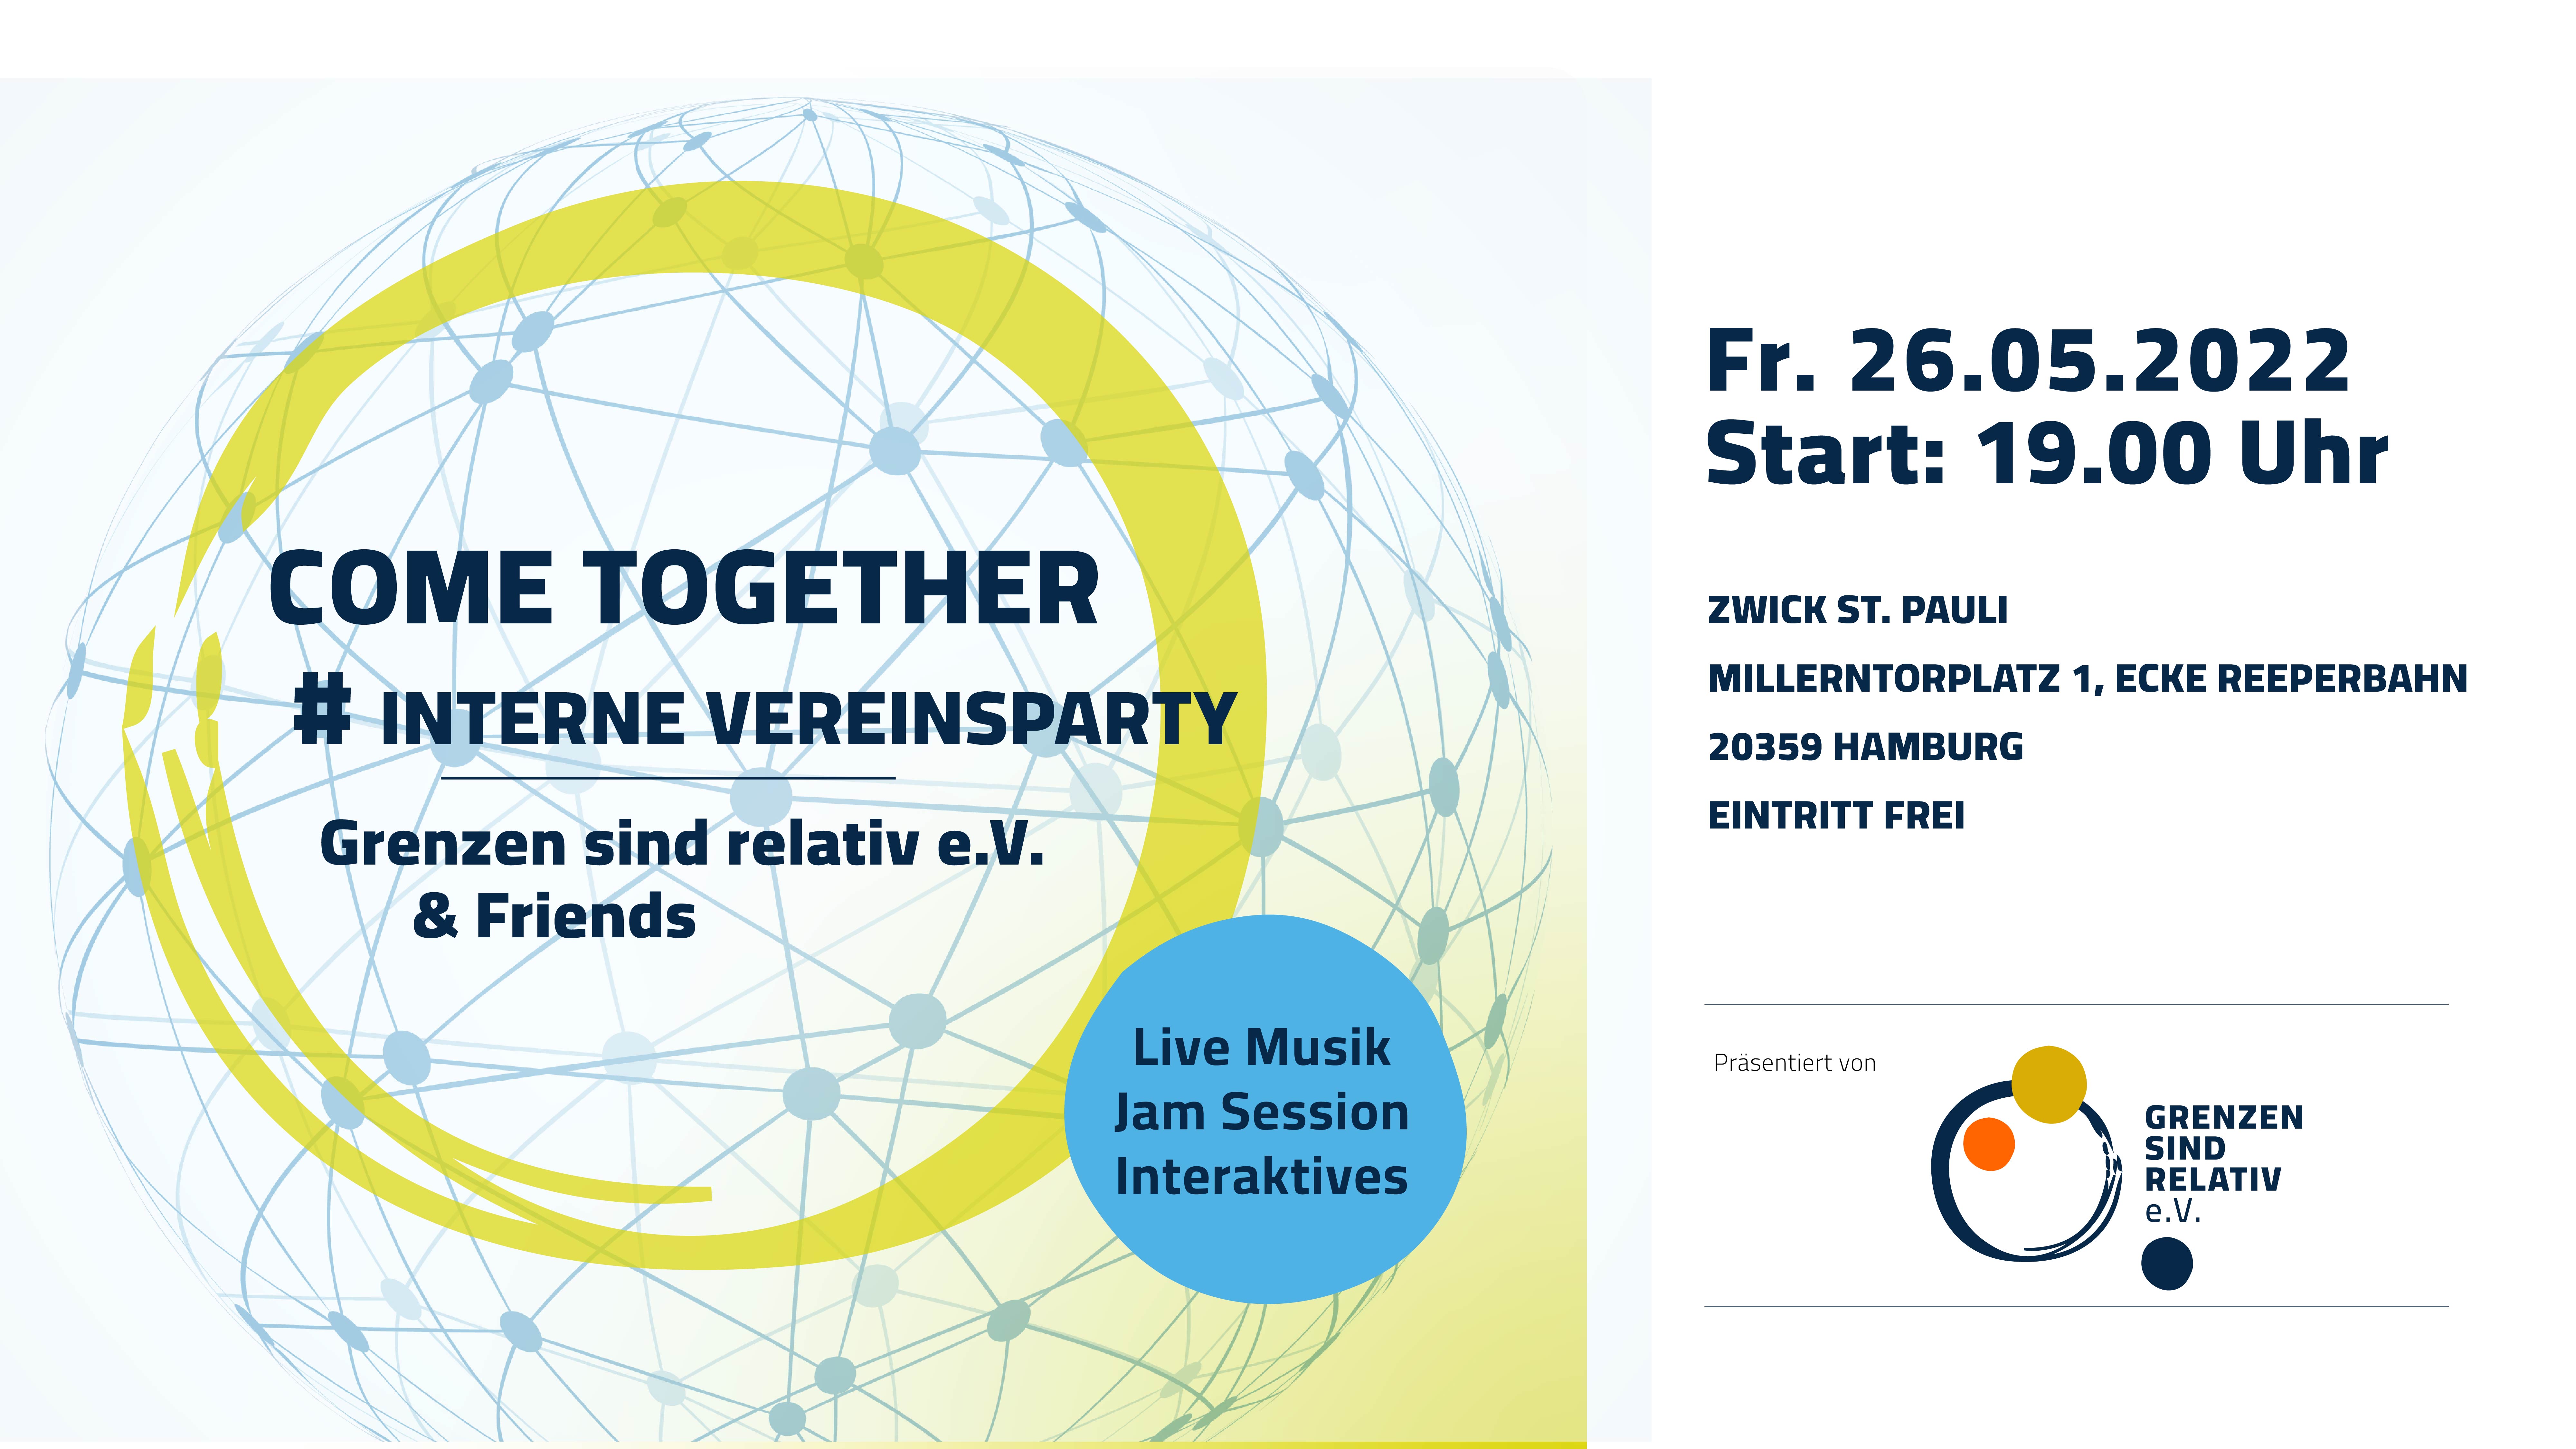 COME TOGETHER
# INTERNE VEREINSPARTY
Grenzen sind relativ e.V.
& Friends
Live Musik
Jam Session
Interaktives
Fr. 26.05.2022
Start: 19.00 Uhr
ZWICK ST. PAULI
MILLERNTORPLATZ 1, ECKE REEPERBAHN
20359 HAMBURG
EINTRITT FREI
Präsentiert von
GRENZEN
SIND
RELATIV
e.V.